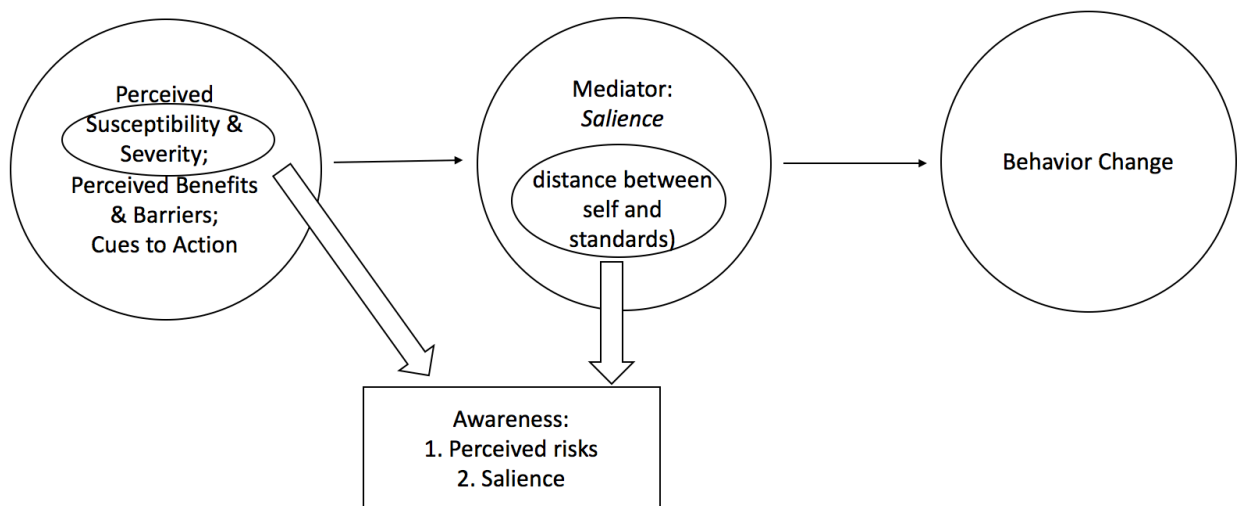 Perceived
Susceptibility &
Severity;
Perceived Benefits
& Barriers;
Cues to Action
Mediator:
Salience
distance between
self and
standards)
Behavior Change
Awareness:
1. Perceived risks
2. Salience